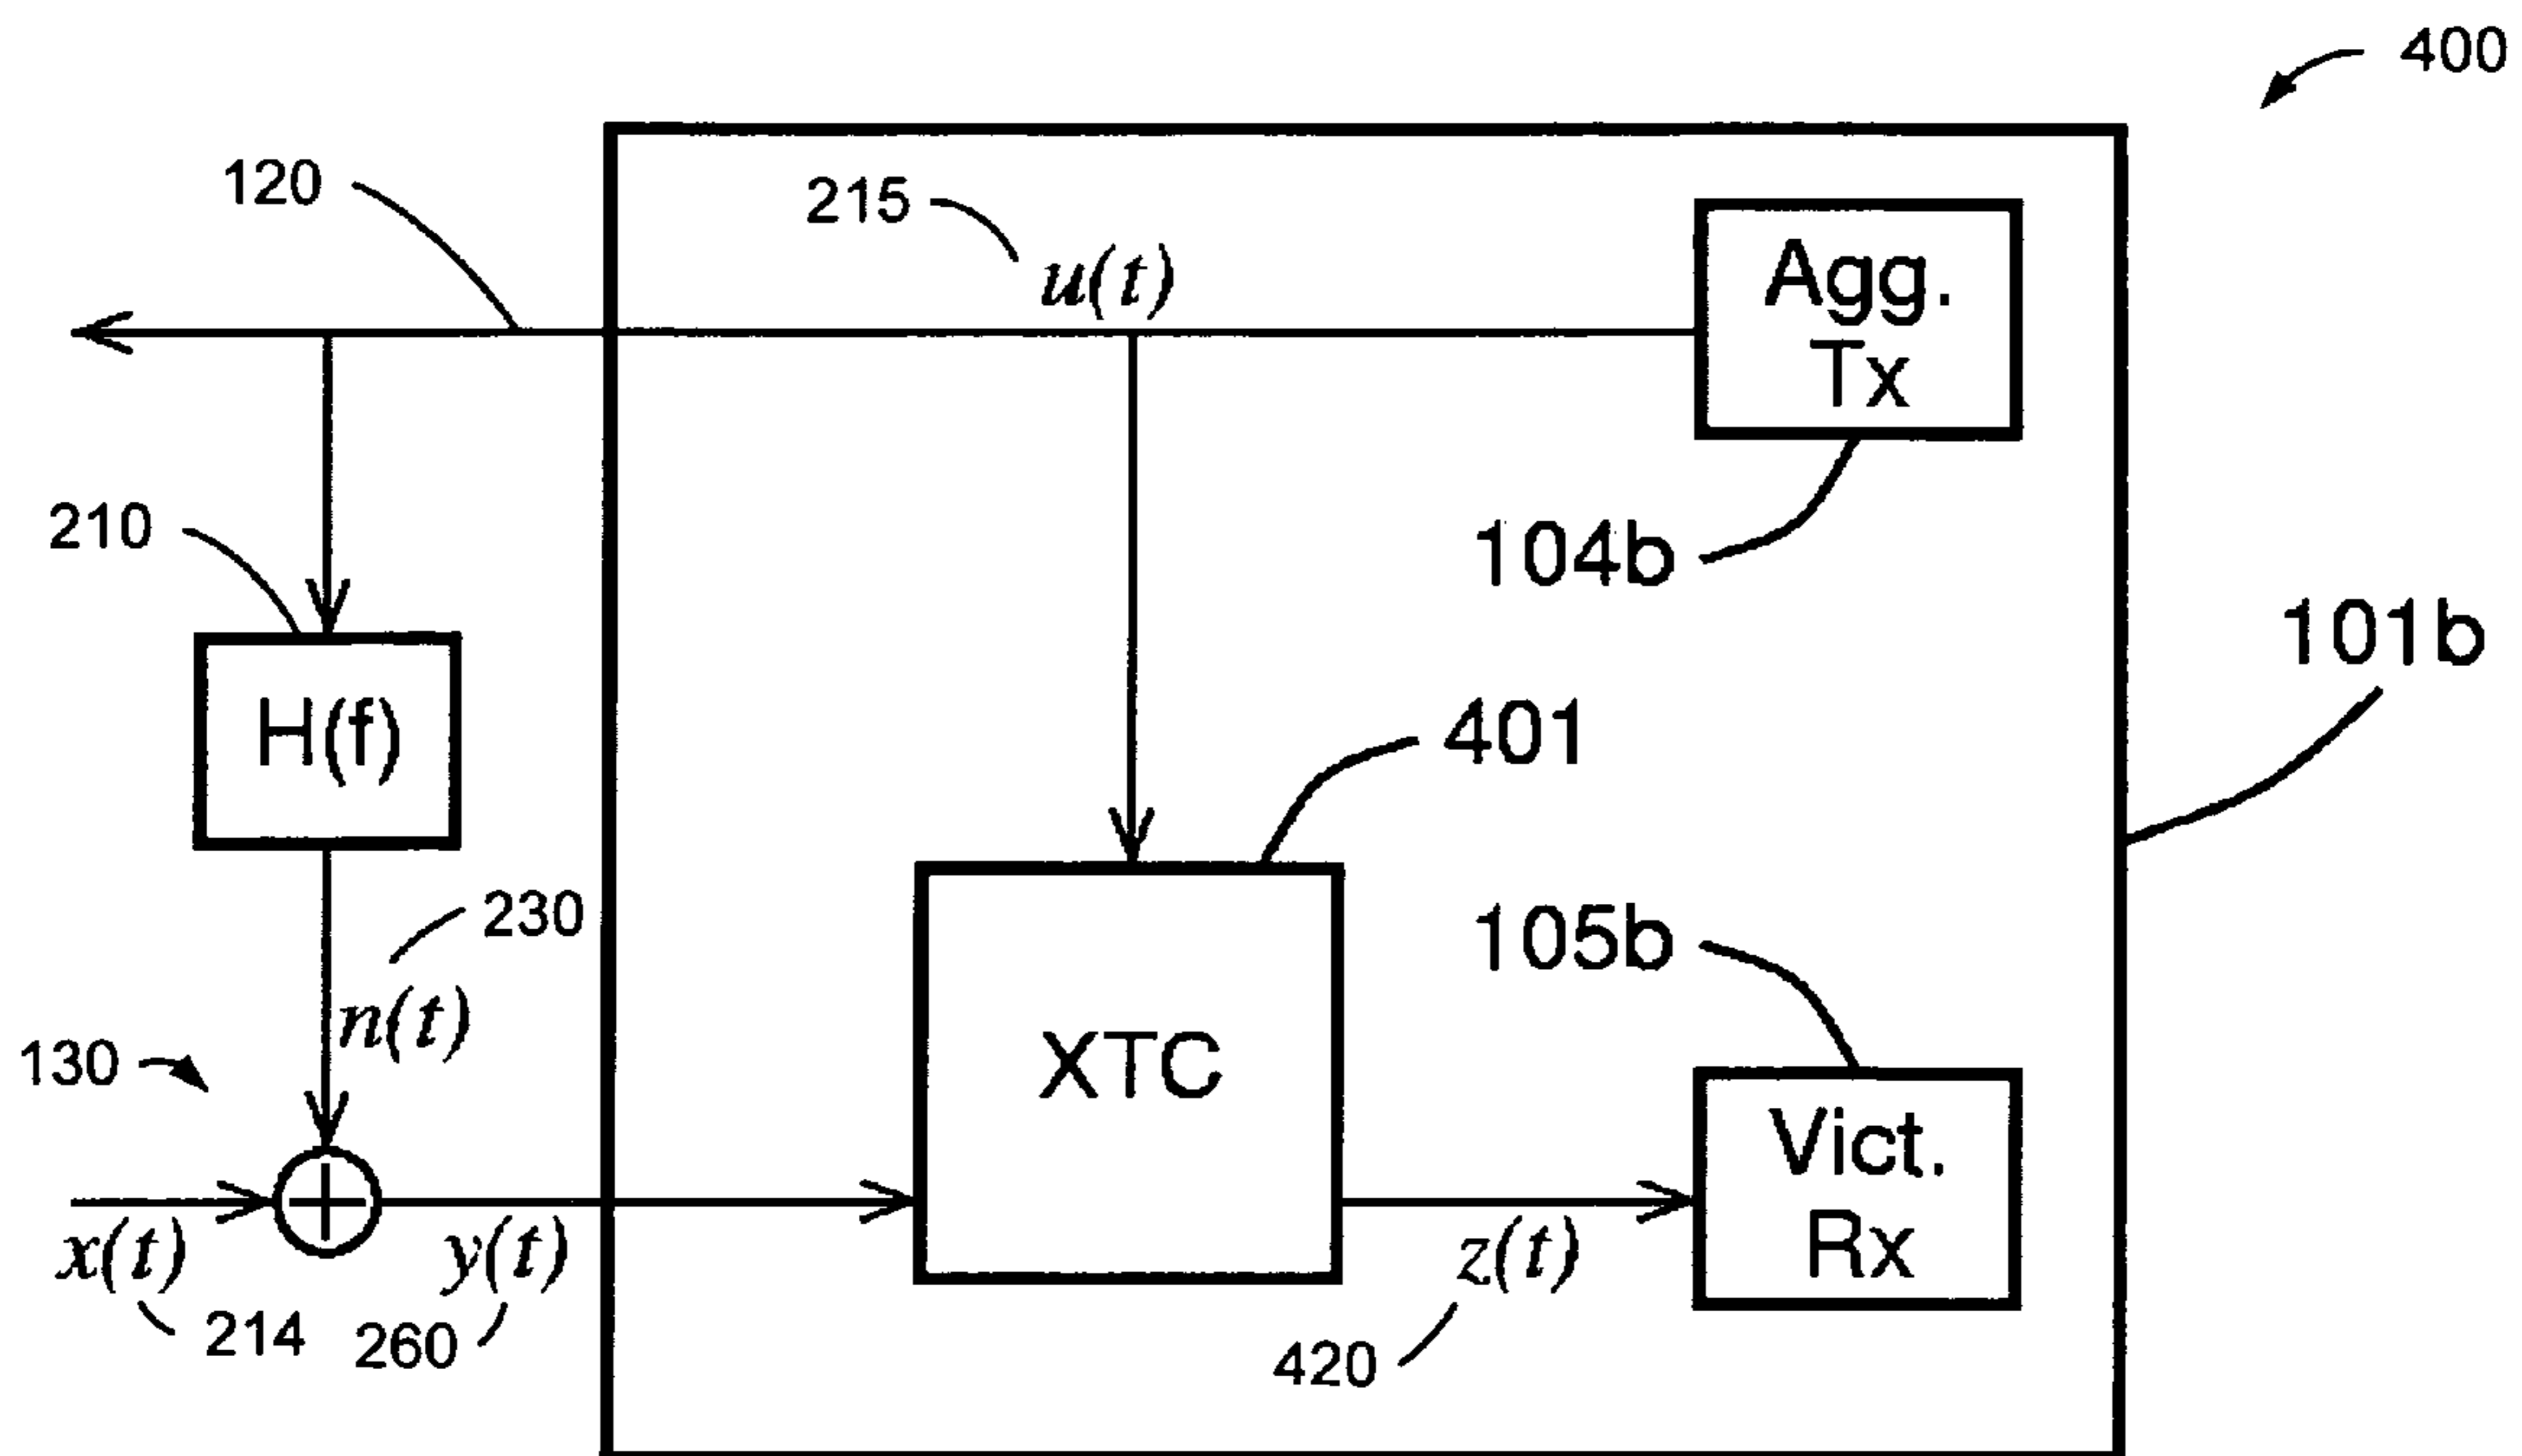 400
120
215
u(t)
Agg.
Tx
210
104b
101b
H(f)
401
230
105b
n(t)
130
XTC
Vict.
Rx
x(t)
y(t)
z(t)
214
260
420